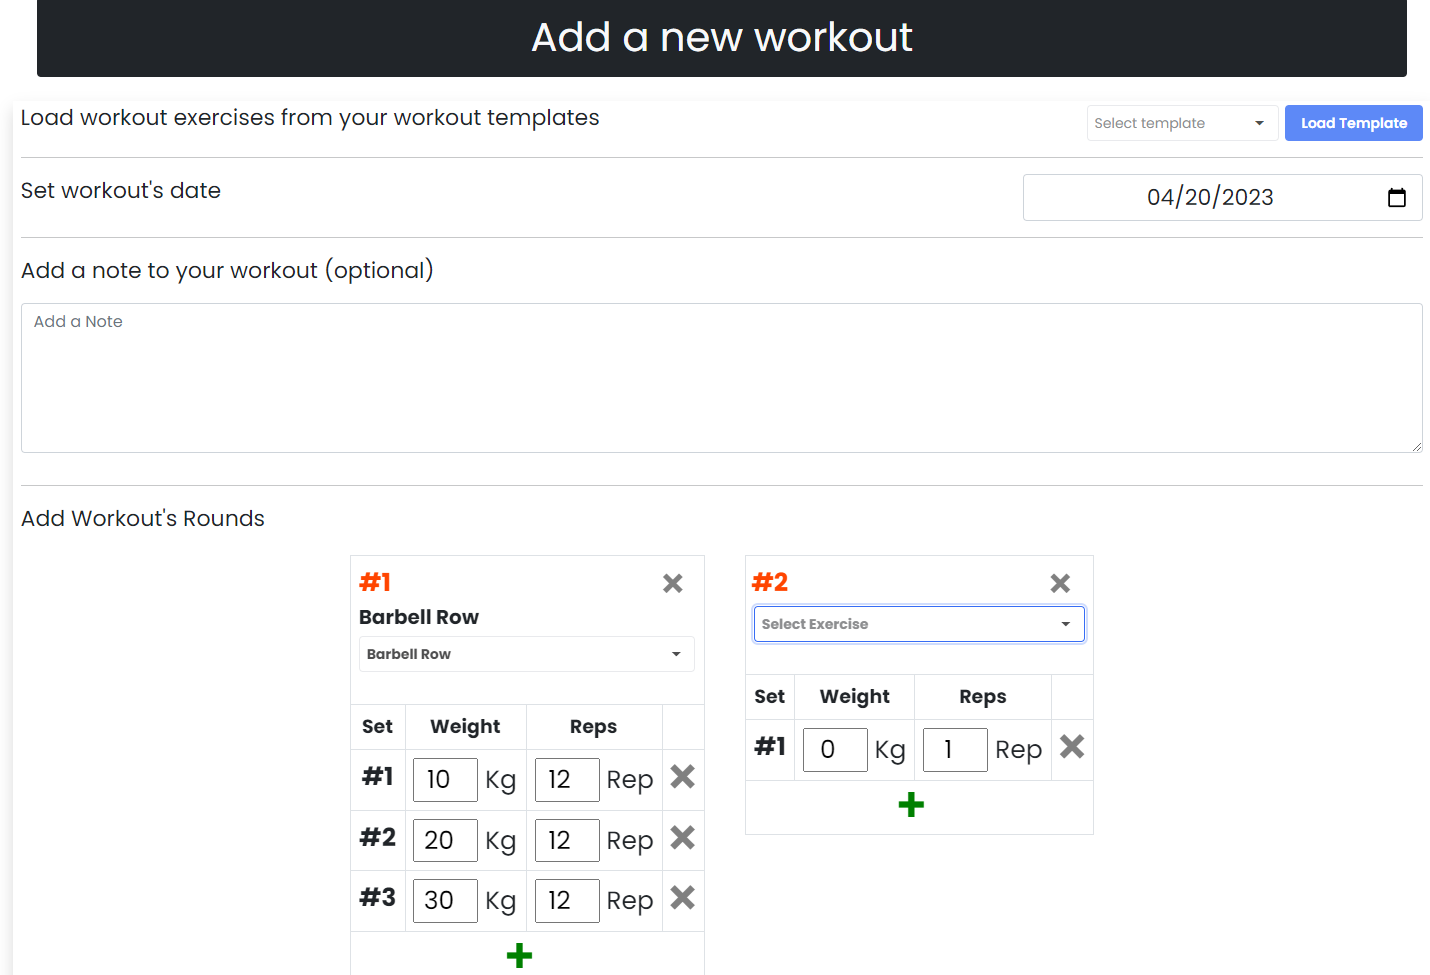 Add a new workout
Load workout exercises from your workout templates
Select template
Load Template
Set workout's date
04/20/2023
Add a note to your workout (optional)
Add a Note
Add Workout's Rounds
#1
Barbell Row
Barbell Row
Set Weight Reps
#1 10 Kg 12 Rep
#2 20 Kg 12 Rep
#3 30 Kg 12 Rep
#2
Select Exercise
Set Weight Reps
#1 0 Kg 1 Rep